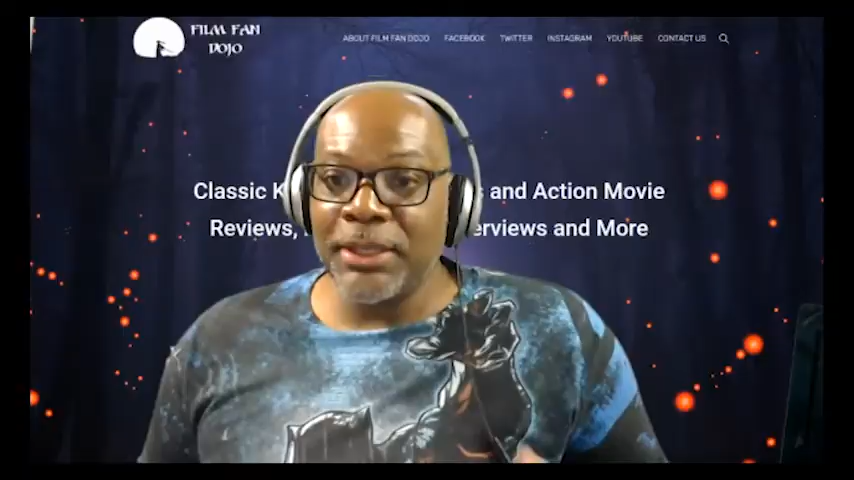 FILM FAN
DOJO
ABOUT FILM FAN DOJO FACEBOOK TWITTER INSTAGRAM YOUTUBE CONTACT US
Classic K and Action Movie
Reviews, erviews and More